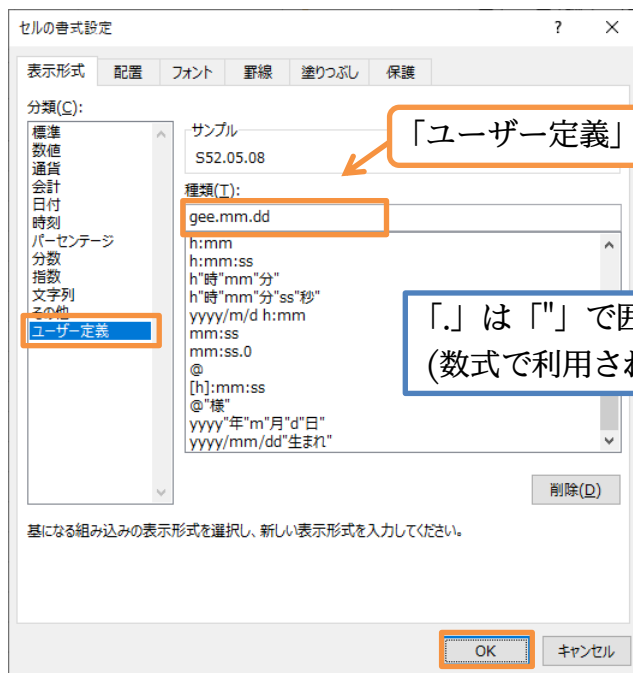 セルの書式設定
?
×
表示形式
配置
フォント
罫線
塗りつぶし
保護
分類(C):
標準
数値
通貨
会計
日付
時刻
パーセンテージ
分数
指数
文字列
その他
ユーザー定義
サンプル
S52.05.08
「ユーザー定義」
種類(T):
gee.mm.dd
h:mm
h:mm:ss
h"時"mm"分"
h"時"mm"分"ss"秒"
yyyy/m/d h:mm
mm:ss
mm:ss.0
@
[h]:mm:ss
@"様"
yyyy"年"m"月"d"日"
yyyy/mm/dd"生まれ"
「.」は「"」で囲
(数式で利用され
削除(D)
基になる組み込みの表示形式を選択し、新しい表示形式を入力してください。
OK
キャンセル